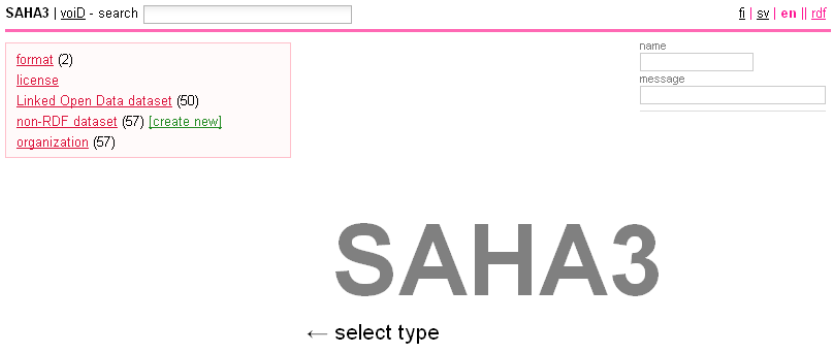 SAHA3 | voiD - search
fi | sv | en || rdf
format (2)
license
Linked Open Data dataset (50)
non-RDF dataset (57) [create new]
organization (57)
name
message
SAHA3
← select type